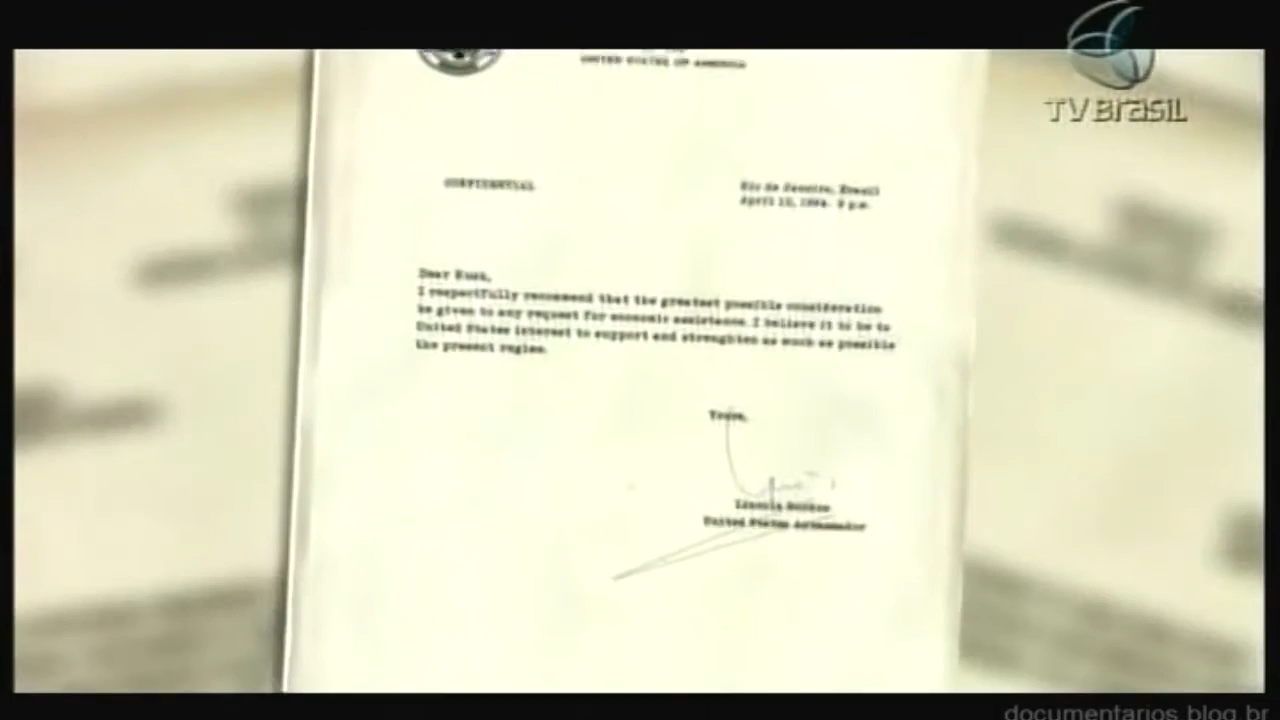 TV BrasiL
UNITED STATES OF AMERICA
CONFIDENTIAL
Rio de Janeiro, Brazil
April 10, 1964. 9 p.m.
Dear Rusk,
I respectfully recommend that the greatest possible consideration
be given to any request for economic assistance. I believe it to be to
United States interest to support and strenghten as much as possible
the present regime.
Yours,
Lincoln Gordon
United States Ambassador
documentarios.blog.br